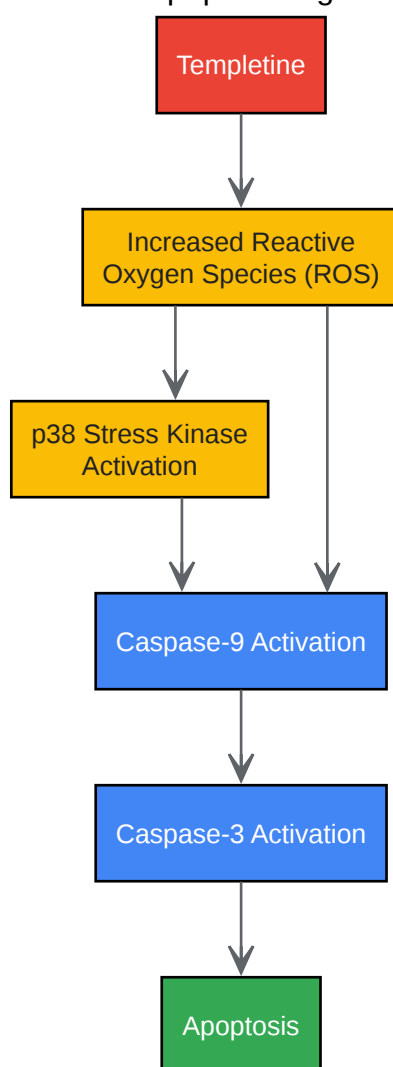 Templetine
Increased Reactive
Oxygen Species (ROS)
p38 Stress Kinase
Activation
Caspase-9 Activation
Caspase-3 Activation
Apoptosis